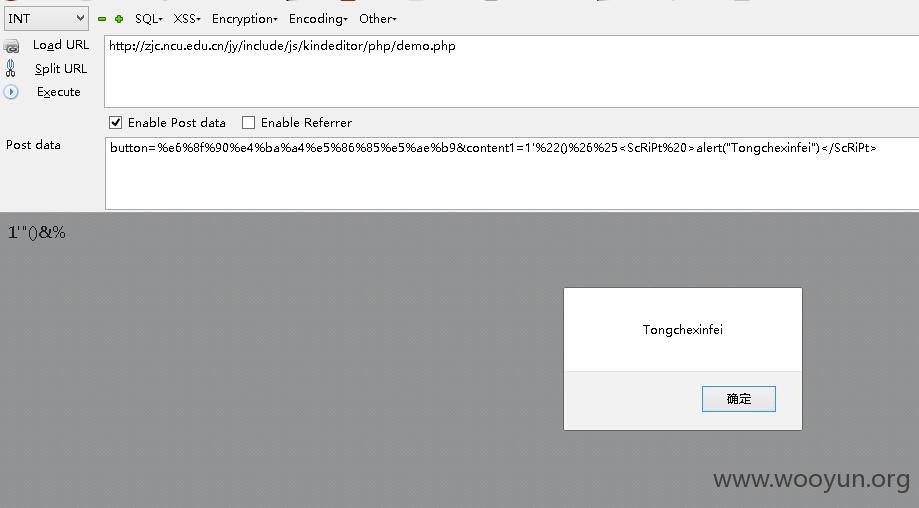 INT SQL- XSS- Encryption- Encoding- Other-
Load URL http://zjc.ncu.edu.cn/jy/include/js/kindeditor/php/demo.php
Split URL
Execute
Enable Post data Enable Referrer
Post data button=%e6%8f%90%e4%ba%a4%e5%86%85%e5%ae%b9&content1=1'%22()%26%25<ScRiPt%20>alert("Tongchexinfei")</ScRiPt>
1'"()&%
Tongchexinfei
确定
www.wooyun.org